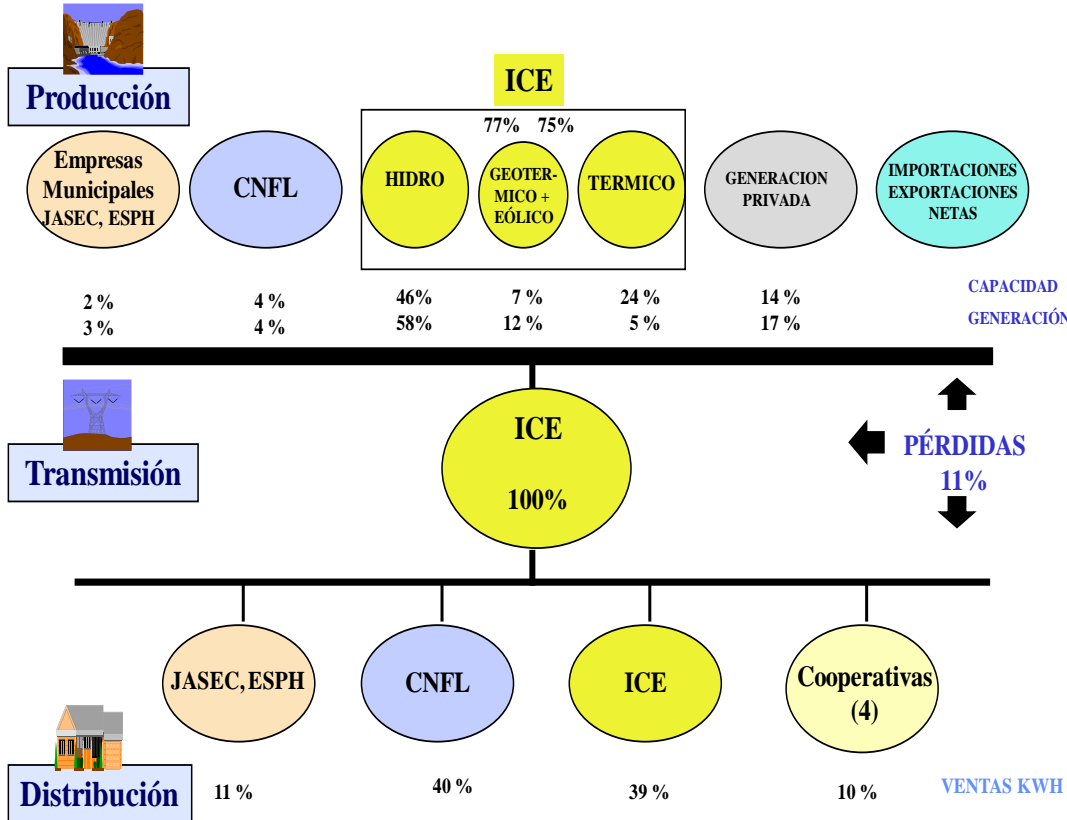 Producción
ICE
77% 75%
Empresas
Municipales
JASEC, ESPH
CNFL
HIDRO
GEOTER-
MICO +
EÓLICO
TERMICO
GENERACION
PRIVADA
IMPORTACIONES
EXPORTACIONES
NETAS
2 % 4 % 46% 7 % 24 % 14 % CAPACIDAD
3 % 4 % 58% 12 % 5 % 17 % GENERACIÓN
Transmisión
ICE
100%
PÉRDIDAS
11%
JASEC, ESPH
CNFL
ICE
Cooperativas
(4)
Distribución
11 % 40 % 39 % 10 % VENTAS KWH